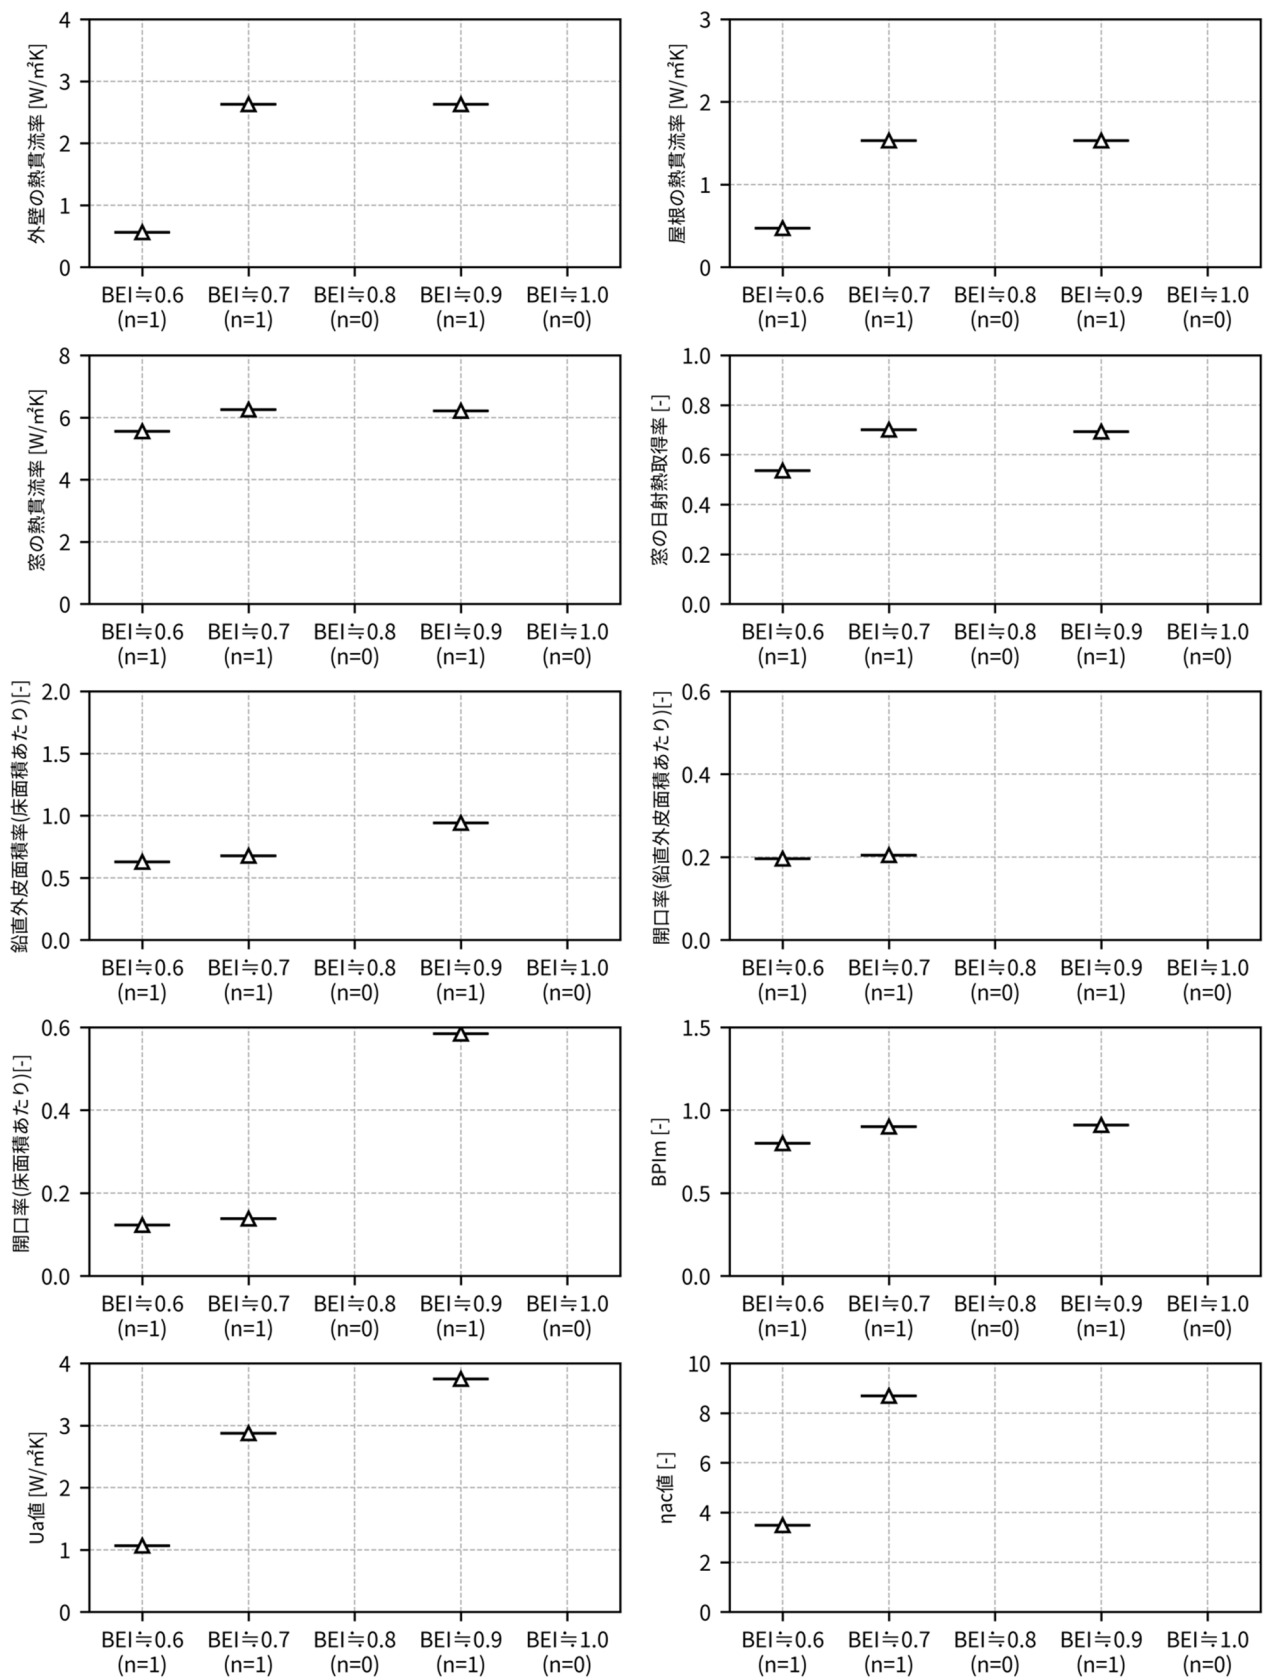 外壁の熱貫流率 [W/㎡K]
4
3
2
1
0
BEI≒0.6 BEI≒0.7 BEI≒0.8 BEI≒0.9 BEI≒1.0
(n=1) (n=1) (n=0) (n=1) (n=0)
屋根の熱貫流率 [W/㎡K]
3
2
1
0
BEI≒0.6 BEI≒0.7 BEI≒0.8 BEI≒0.9 BEI≒1.0
(n=1) (n=1) (n=0) (n=1) (n=0)
窓の熱貫流率 [W/㎡K]
8
6
4
2
0
BEI≒0.6 BEI≒0.7 BEI≒0.8 BEI≒0.9 BEI≒1.0
(n=1) (n=1) (n=0) (n=1) (n=0)
窓の日射熱取得率 [-]
1.0
0.8
0.6
0.4
0.2
0.0
BEI≒0.6 BEI≒0.7 BEI≒0.8 BEI≒0.9 BEI≒1.0
(n=1) (n=1) (n=0) (n=1) (n=0)
鉛直外皮面積率(床面積あたり)[-]
2.0
1.5
1.0
0.5
0.0
BEI≒0.6 BEI≒0.7 BEI≒0.8 BEI≒0.9 BEI≒1.0
(n=1) (n=1) (n=0) (n=1) (n=0)
開口率(鉛直外皮面積あたり)[-]
0.6
0.4
0.2
0.0
BEI≒0.6 BEI≒0.7 BEI≒0.8 BEI≒0.9 BEI≒1.0
(n=1) (n=1) (n=0) (n=1) (n=0)
開口率(床面積あたり)[-]
0.6
0.4
0.2
0.0
BEI≒0.6 BEI≒0.7 BEI≒0.8 BEI≒0.9 BEI≒1.0
(n=1) (n=1) (n=0) (n=1) (n=0)
BPIm [-]
1.5
1.0
0.5
0.0
BEI≒0.6 BEI≒0.7 BEI≒0.8 BEI≒0.9 BEI≒1.0
(n=1) (n=1) (n=0) (n=1) (n=0)
Ua値 [W/㎡K]
4
3
2
1
0
BEI≒0.6 BEI≒0.7 BEI≒0.8 BEI≒0.9 BEI≒1.0
(n=1) (n=1) (n=0) (n=1) (n=0)
ηac値 [-]
10
8
6
4
2
0
BEI≒0.6 BEI≒0.7 BEI≒0.8 BEI≒0.9 BEI≒1.0
(n=1) (n=1) (n=0) (n=1) (n=0)